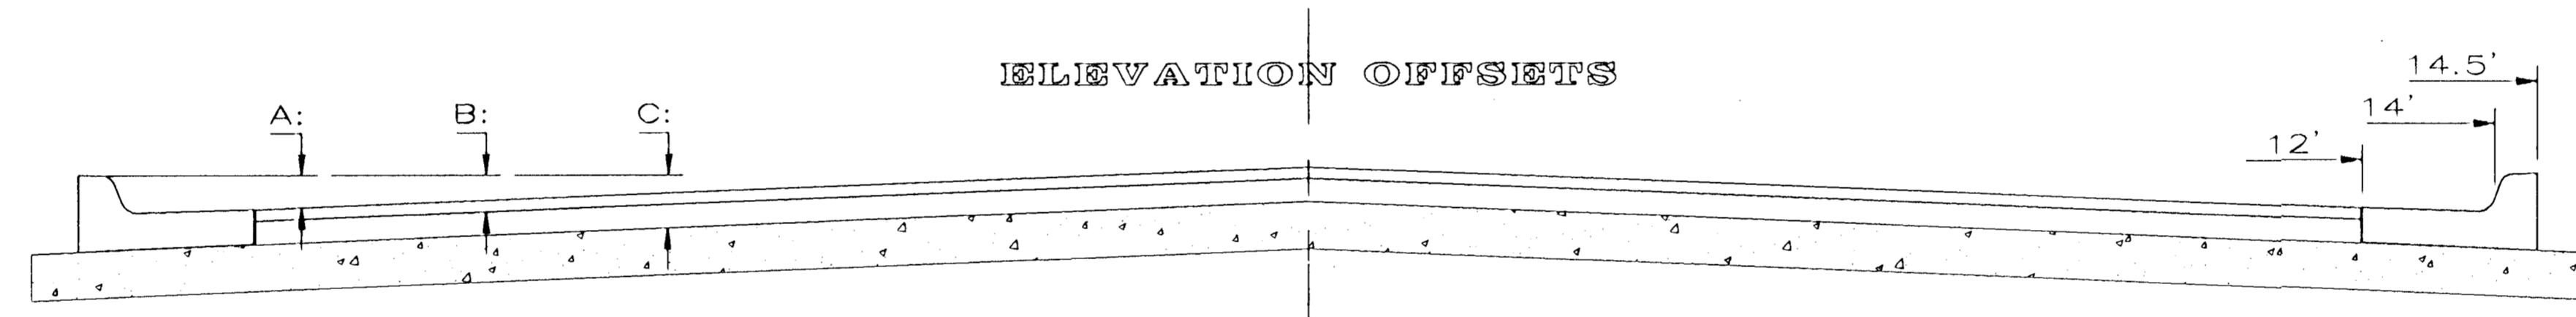 ELEVATION OFFSETS
14.5'
14'
A: B: C:
12'